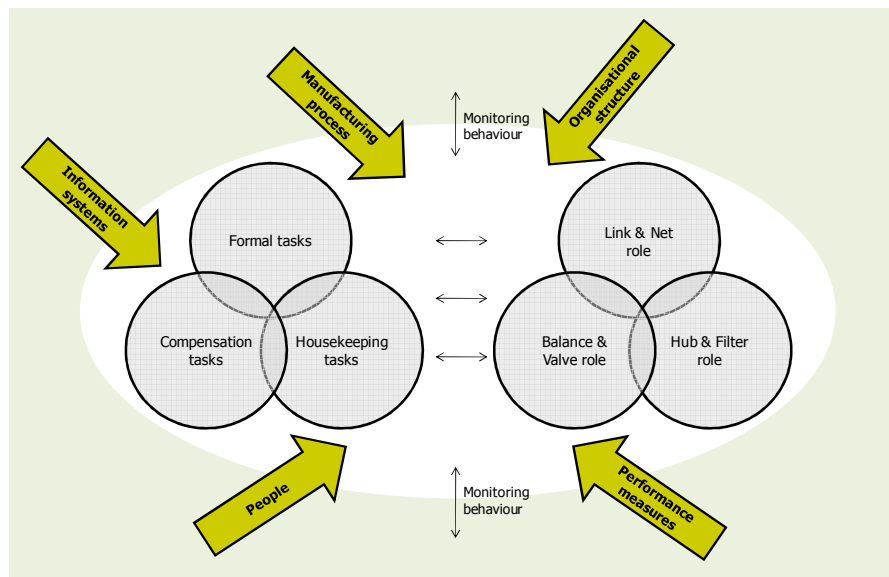 Manufacturing
process
Organisational
structure
Monitoring
behaviour
Information
systems
Formal tasks
Link & Net
role
Compensation
tasks
Housekeeping
tasks
Balance &
Valve role
Hub & Filter
role
People
Monitoring
behaviour
Performance
measures